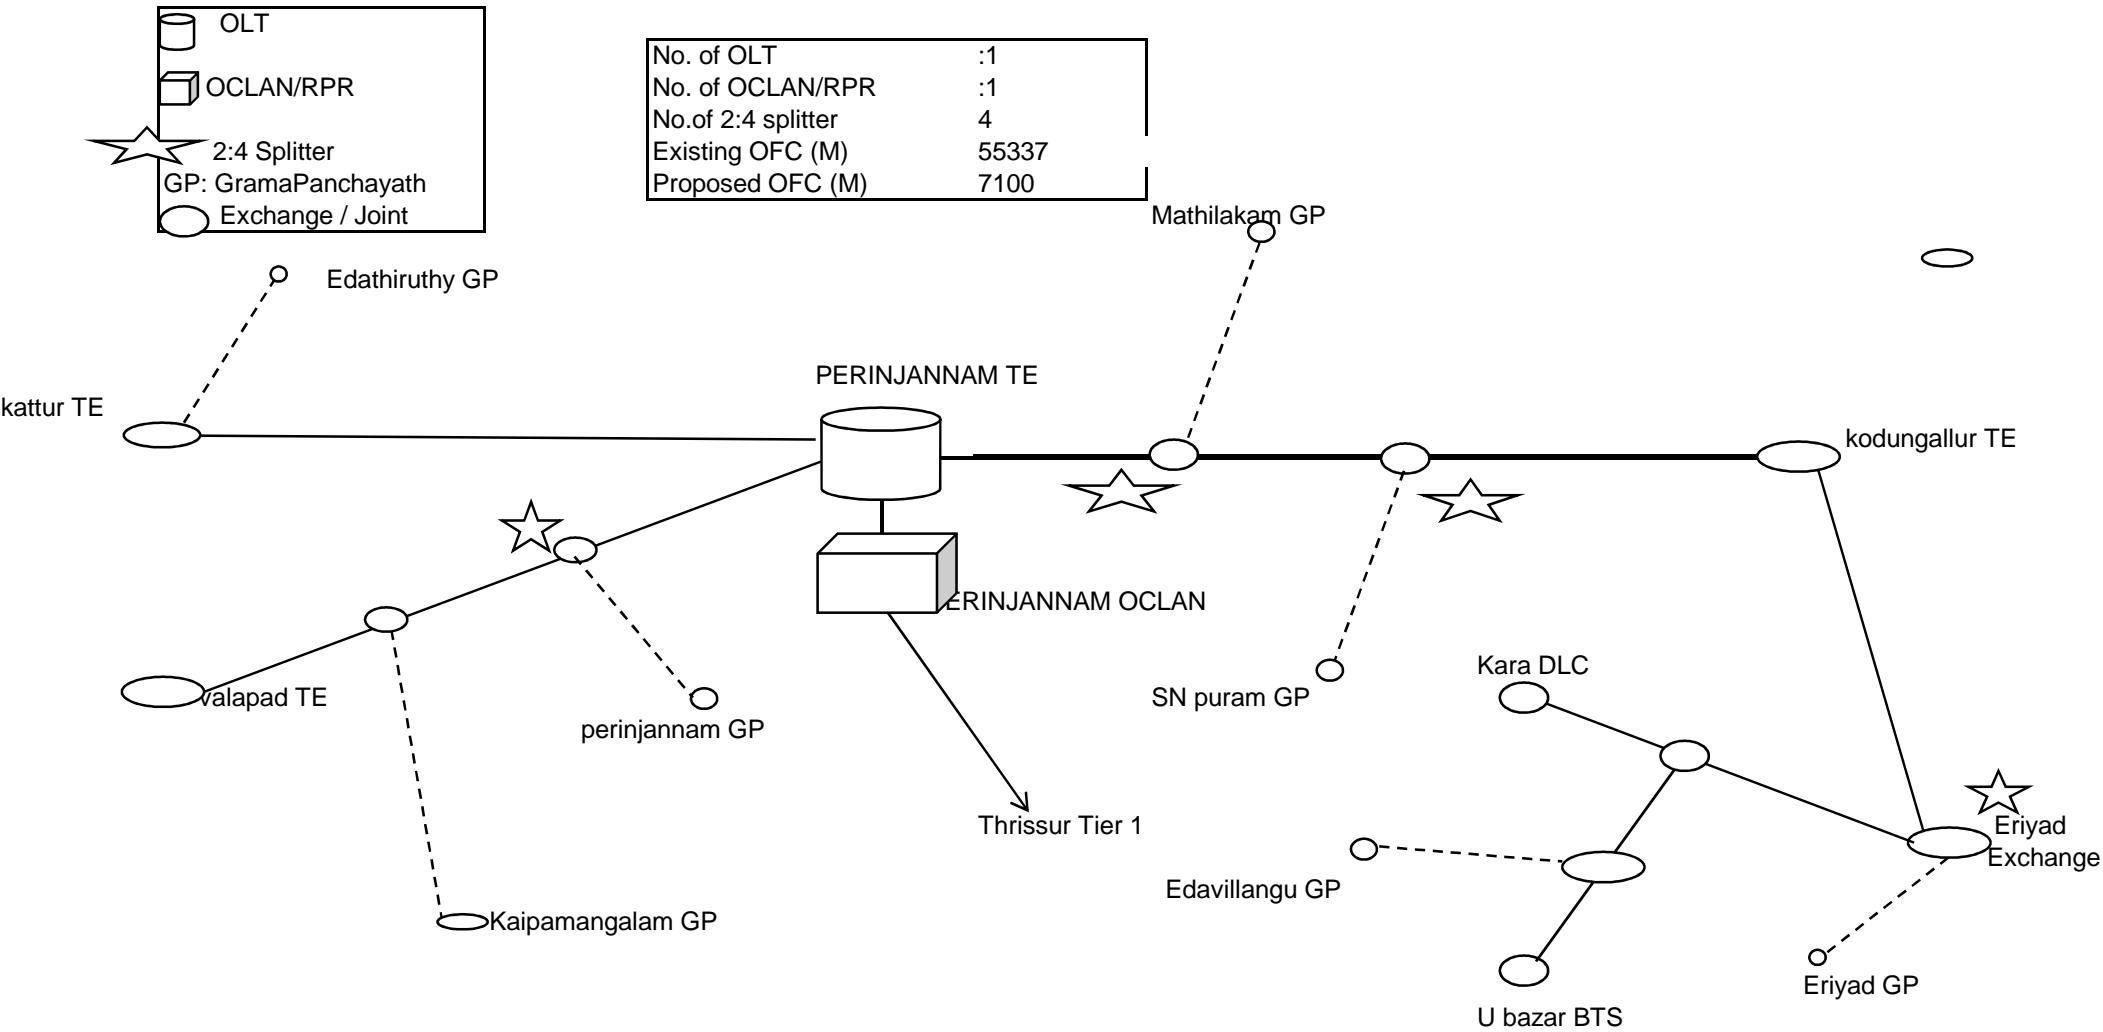 OLT
OCLAN/RPR
2:4 Splitter
GP: GramaPanchayath
Exchange / Joint
No. of OLT :1
No. of OCLAN/RPR :1
No.of 2:4 splitter 4
Existing OFC (M) 55337
Proposed OFC (M) 7100
Mathilakam GP
Edathiruthy GP
PERINJANNAM TE
kattur TE
kodungallur TE
ERINJANNAM OCLAN
Kara DLC
valapad TE
SN puram GP
perinjannam GP
Thrissur Tier 1
Eriyad
Exchange
Edavillangu GP
Kaipamangalam GP
Eriyad GP
U bazar BTS